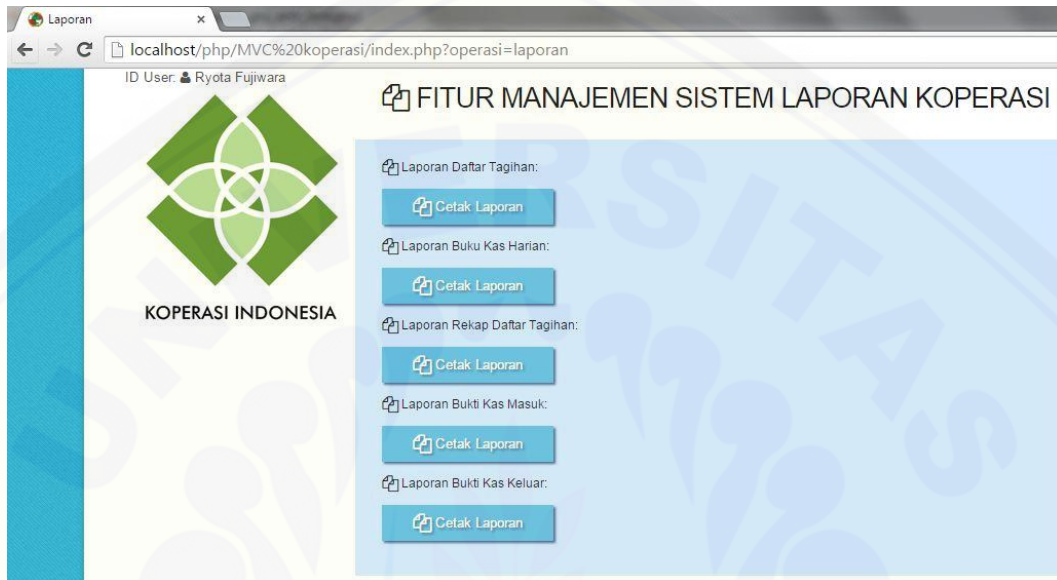 Laporan
localhost/php/MVC%20koperasi/index.php?operasi=laporan
ID User: Ryota Fujiwara
KOPERASI INDONESIA
FITUR MANAJEMEN SISTEM LAPORAN KOPERASI
Laporan Daftar Tagihan:
Cetak Laporan
Laporan Buku Kas Harian:
Cetak Laporan
Laporan Rekap Daftar Tagihan:
Cetak Laporan
Laporan Bukti Kas Masuk:
Cetak Laporan
Laporan Bukti Kas Keluar:
Cetak Laporan
UNIVERSITAS